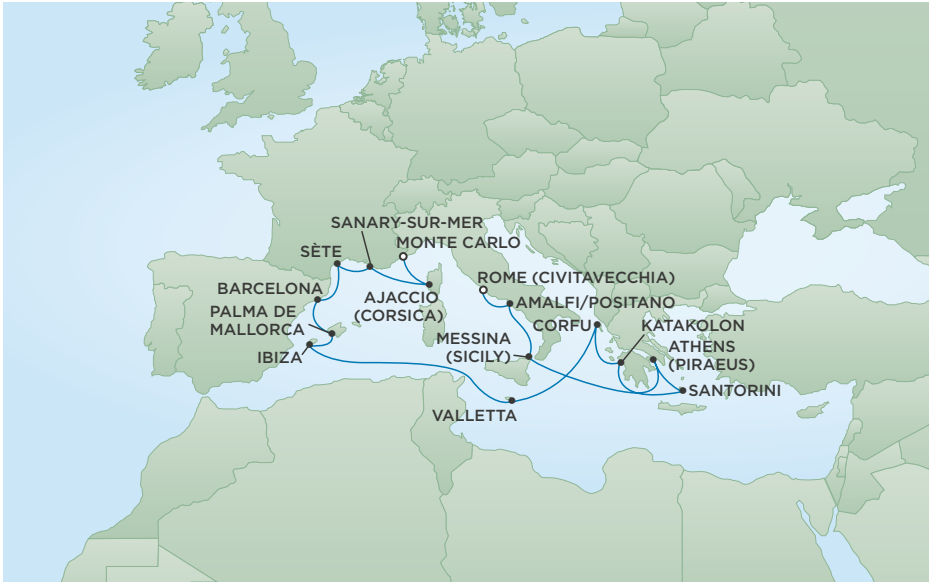 SANARY-SUR-MER
MONTE CARLO
SÈTE
ROME (CIVITAVECCHIA)
BARCELONA
AJACCIO
(CORSICA)
AMALFI/POSITANO
PALMA DE
MALLORCA
CORFU
KATAKOLON
MESSINA
(SICILY)
ATHENS
(PIRAEUS)
IBIZA
SANTORINI
VALLETTA